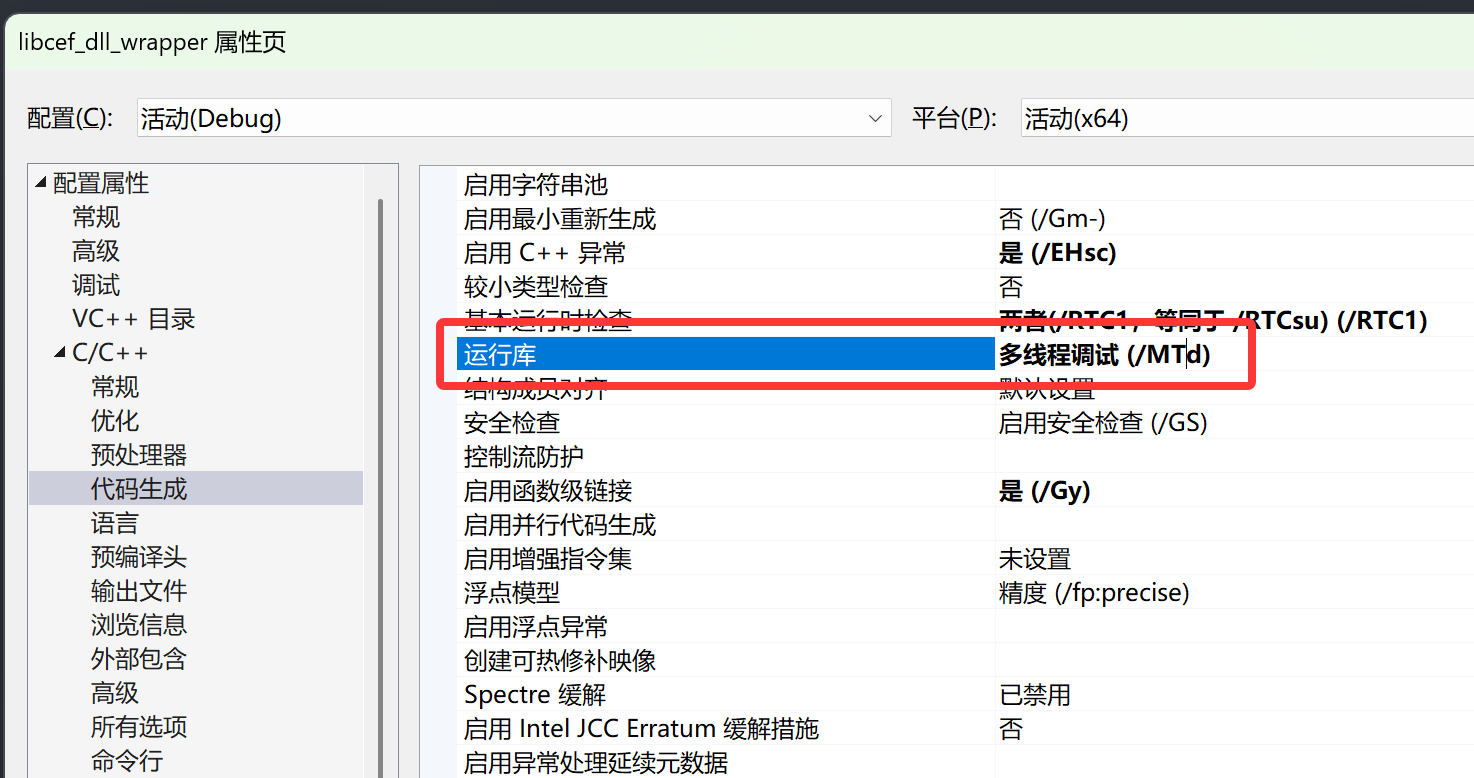 libcef_dll_wrapper 属性页
配置(C): 活动(Debug) 平台(P): 活动(x64)
配置属性
常规
高级
调试
VC++ 目录
C/C++
常规
优化
预处理器
代码生成
语言
预编译头
输出文件
浏览信息
外部包含
高级
所有选项
命令行
启用字符串池
启用最小重新生成 否 (/Gm-)
启用 C++ 异常 是 (/EHsc)
较小类型检查 否
基本运行时检查 两者(/RTC1，等同于 /RTCsu) (/RTC1)
运行库 多线程调试 (/MTd)
结构成员对齐 默认设置
安全检查 启用安全检查 (/GS)
控制流防护
启用函数级链接 是 (/Gy)
启用并行代码生成
启用增强指令集 未设置
浮点模型 精度 (/fp:precise)
启用浮点异常
创建可热修补映像
Spectre 缓解 已禁用
启用 Intel JCC Erratum 缓解措施 否
启用异常处理延续元数据